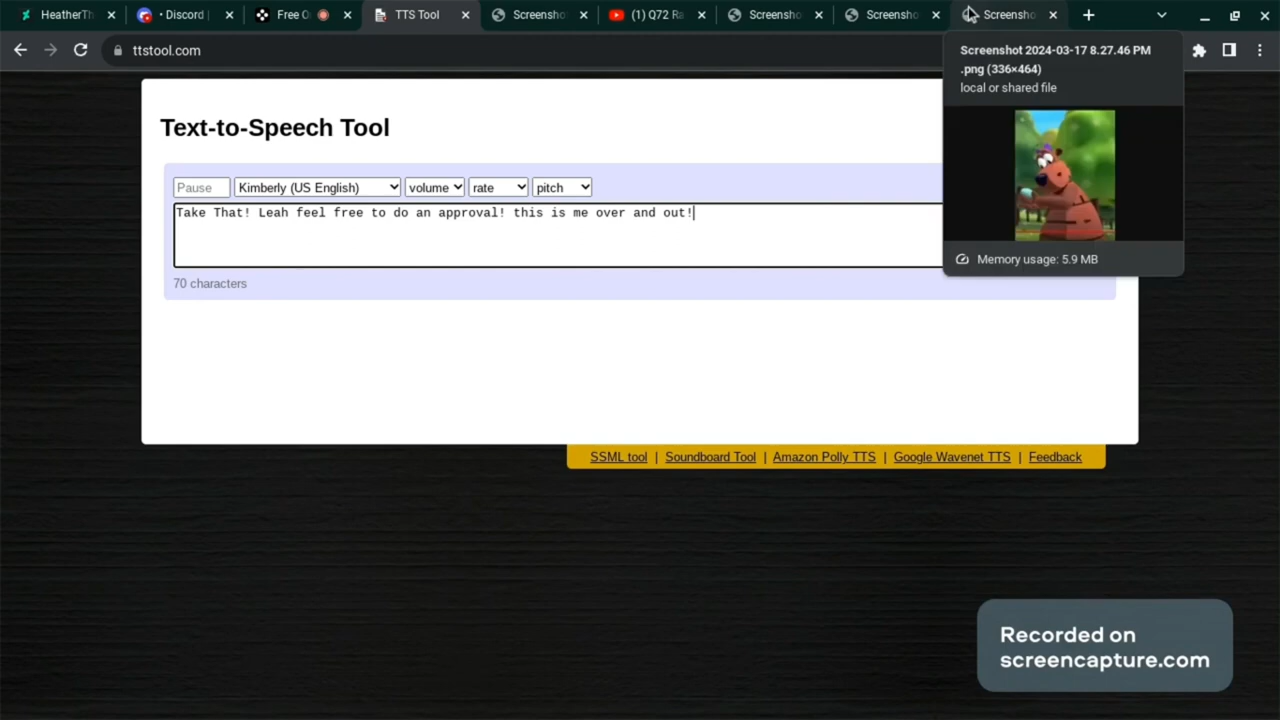 HeatherTh
• Discord |
Free O
TTS Tool
Screenshot
(1) Q72 Ra
Screensho
Screensho
Screensho
ttstool.com
Screenshot 2024-03-17 8.27.46 PM
.png (336×464)
local or shared file
Memory usage: 5.9 MB
Text-to-Speech Tool
Pause
Kimberly (US English)
volume
rate
pitch
Take That! Leah feel free to do an approval! this is me over and out!
70 characters
SSML tool | Soundboard Tool | Amazon Polly TTS | Google Wavenet TTS | Feedback
Recorded on
screencapture.com